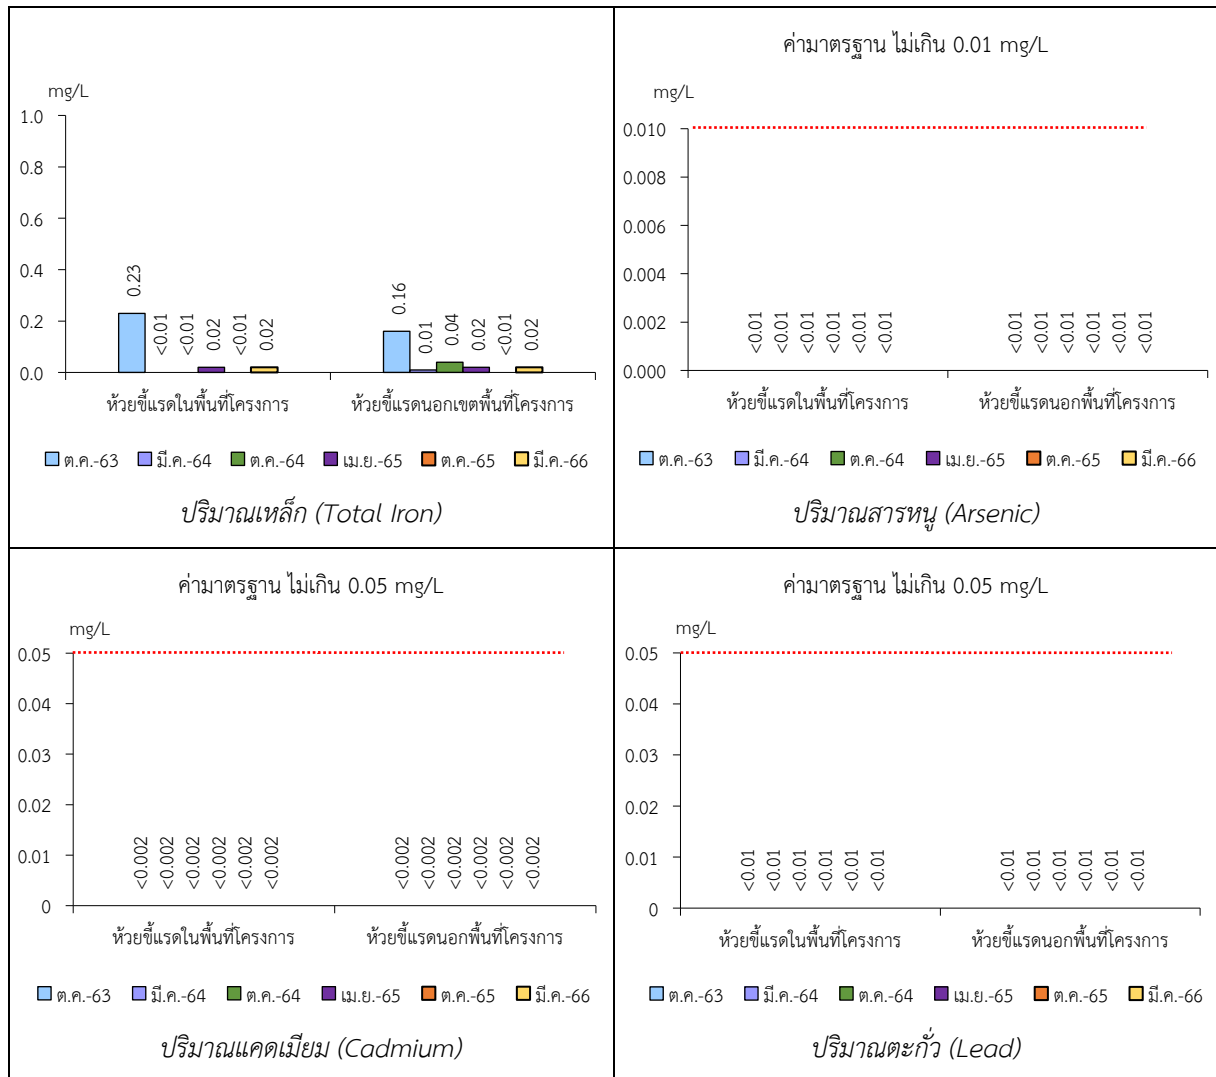 mg/L
1.0
0.8
0.6
0.4
0.2
0.0
0.23 <0.01 <0.01 0.02 <0.01 0.02
0.16 0.01 0.04 0.02 <0.01 0.02
ห้วยขี้แรดในพื้นที่โครงการ ห้วยขี้แรดนอกเขตพื้นที่โครงการ
ต.ค.-63 มี.ค.-64 ต.ค.-64 เม.ย.-65 ต.ค.-65 มี.ค.-66
ปริมาณเหล็ก (Total Iron)
ค่ามาตรฐาน ไม่เกิน 0.01 mg/L
mg/L
0.010
0.008
0.006
0.004
0.002
0.000
<0.01 <0.01 <0.01 <0.01 <0.01 <0.01
<0.01 <0.01 <0.01 <0.01 <0.01 <0.01
ห้วยขี้แรดในพื้นที่โครงการ ห้วยขี้แรดนอกพื้นที่โครงการ
ต.ค.-63 มี.ค.-64 ต.ค.-64 เม.ย.-65 ต.ค.-65 มี.ค.-66
ปริมาณสารหนู (Arsenic)
ค่ามาตรฐาน ไม่เกิน 0.05 mg/L
mg/L
0.05
0.04
0.03
0.02
0.01
0
<0.002 <0.002 <0.002 <0.002 <0.002 <0.002
<0.002 <0.002 <0.002 <0.002 <0.002 <0.002
ห้วยขี้แรดในพื้นที่โครงการ ห้วยขี้แรดนอกพื้นที่โครงการ
ต.ค.-63 มี.ค.-64 ต.ค.-64 เม.ย.-65 ต.ค.-65 มี.ค.-66
ปริมาณแคดเมียม (Cadmium)
ค่ามาตรฐาน ไม่เกิน 0.05 mg/L
mg/L
0.05
0.04
0.03
0.02
0.01
0
<0.01 <0.01 <0.01 <0.01 <0.01 <0.01
<0.01 <0.01 <0.01 <0.01 <0.01 <0.01
ห้วยขี้แรดในพื้นที่โครงการ ห้วยขี้แรดนอกพื้นที่โครงการ
ต.ค.-63 มี.ค.-64 ต.ค.-64 เม.ย.-65 ต.ค.-65 มี.ค.-66
ปริมาณตะกั่ว (Lead)